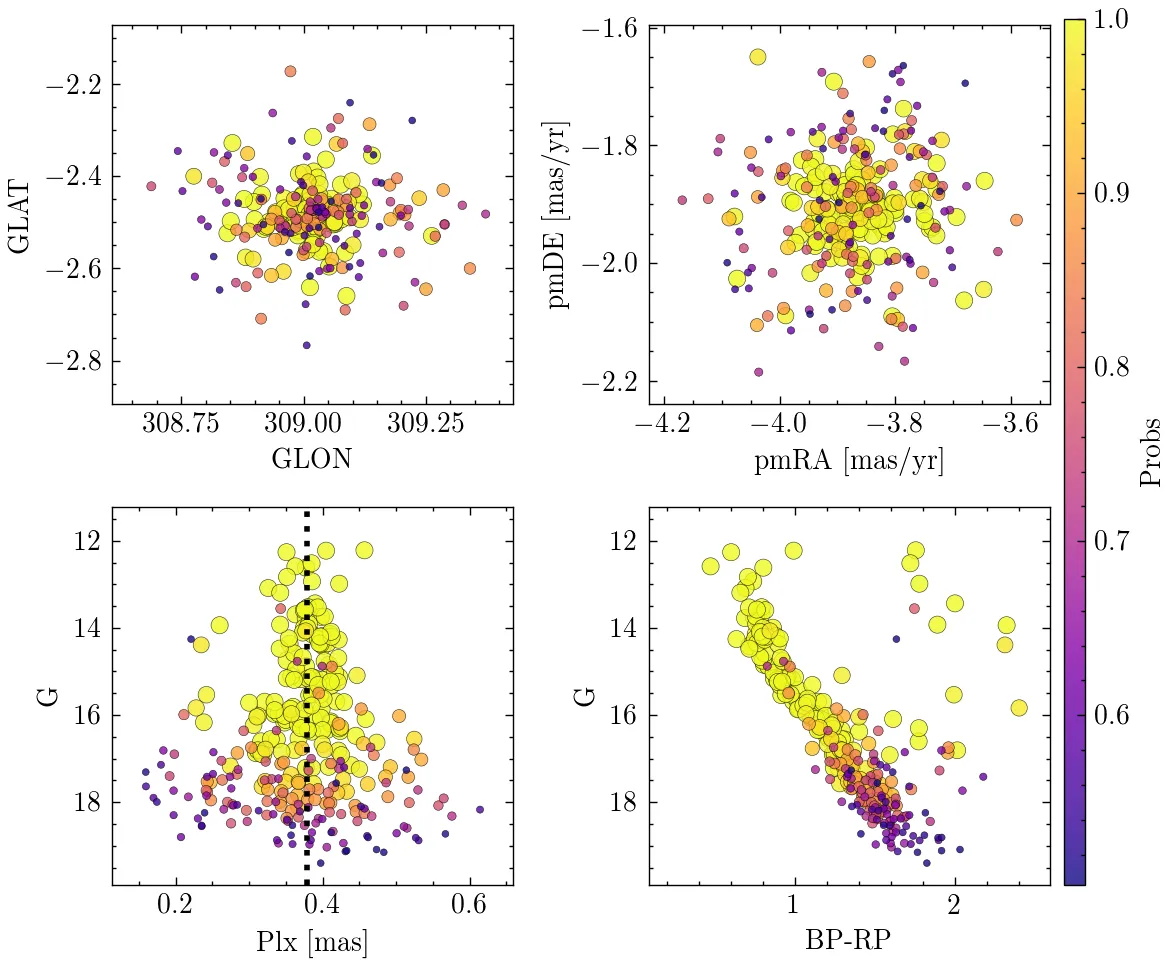 −2.2
−2.4
−2.6
−2.8
GLAT
308.75 309.00 309.25
GLON
−1.6
−1.8
−2.0
−2.2
pmDE [mas/yr]
−4.2 −4.0 −3.8 −3.6
pmRA [mas/yr]
12
14
16
18
G
0.2 0.4 0.6
Plx [mas]
12
14
16
18
G
1 2
BP-RP
1.0
0.9
0.8
0.7
0.6
Probs